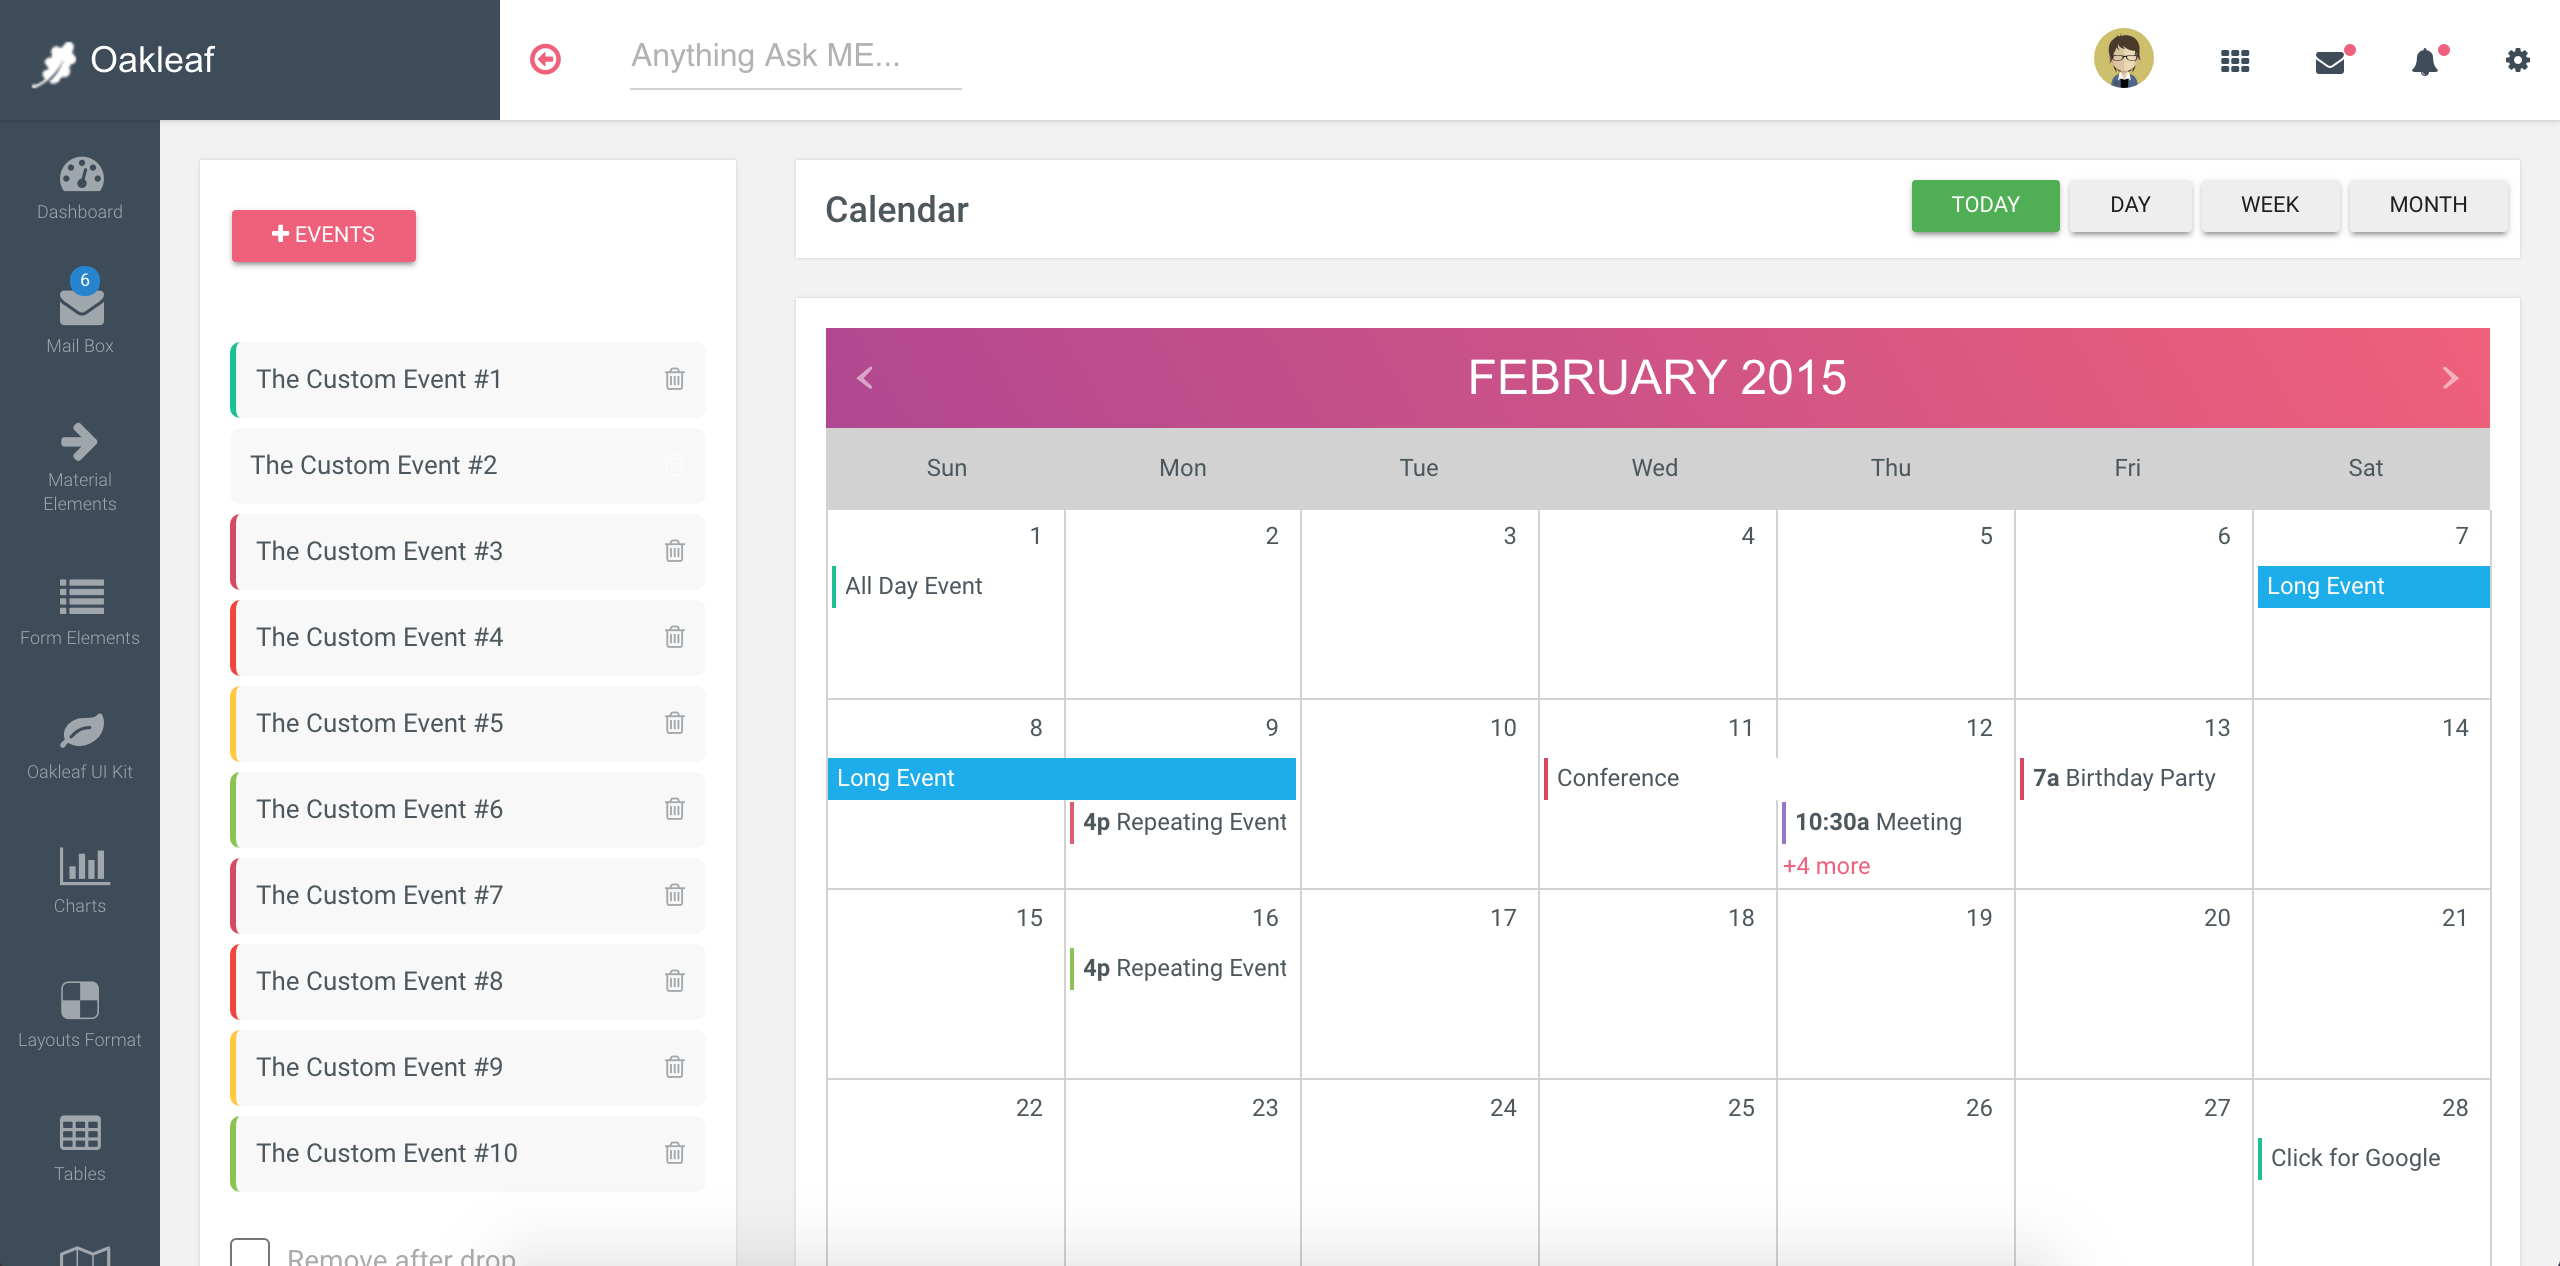 Oakleaf
Anything Ask ME...
Dashboard
6
Mail Box
Material
Elements
Form Elements
Oakleaf UI Kit
Charts
Layouts Format
Tables
EVENTS
The Custom Event #1
The Custom Event #2
The Custom Event #3
The Custom Event #4
The Custom Event #5
The Custom Event #6
The Custom Event #7
The Custom Event #8
The Custom Event #9
The Custom Event #10
Remove after drop
Calendar
TODAY DAY WEEK MONTH
FEBRUARY 2015
Sun Mon Tue Wed Thu Fri Sat
1 2 3 4 5 6 7
All Day Event Long Event
8 9 10 11 12 13 14
Long Event Conference 7a Birthday Party
4p Repeating Event 10:30a Meeting
+4 more
15 16 17 18 19 20 21
4p Repeating Event
22 23 24 25 26 27 28
Click for Google